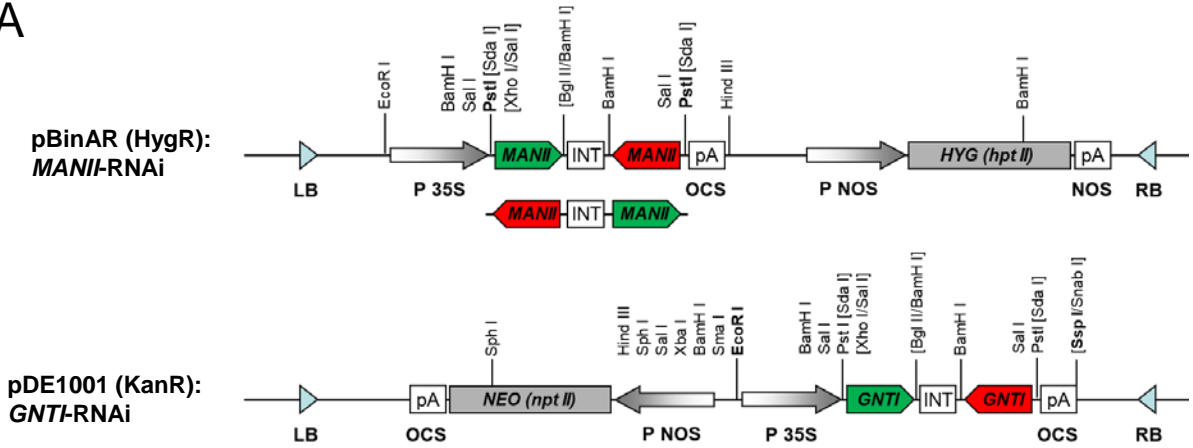 A
EcoR I
BamH I
Sal I
PstI [Sda I]
[Xho I/Sal I]
[Bgl II/BamH I]
BamH I
Sal I
PstI [Sda I]
Hind III
BamH I
pBinAR (HygR):
MANII-RNAi
MANII INT MANII pA HYG (hpt II) pA
LB P 35S OCS P NOS NOS RB
MANII INT MANII
Sph I
Hind III
Sph I
Sal I
Xba I
BamH I
Sma I
EcoR I
BamH I
Sal I
Pst I [Sda I]
[Xho I/Sal I]
[Bgl II/BamH I]
BamH I
Sal I
PstI [Sda I]
[Ssp I/Snab I]
pDE1001 (KanR):
GNTI-RNAi
pA NEO (npt II) GNTI INT GNTI pA
LB OCS P NOS P 35S OCS RB